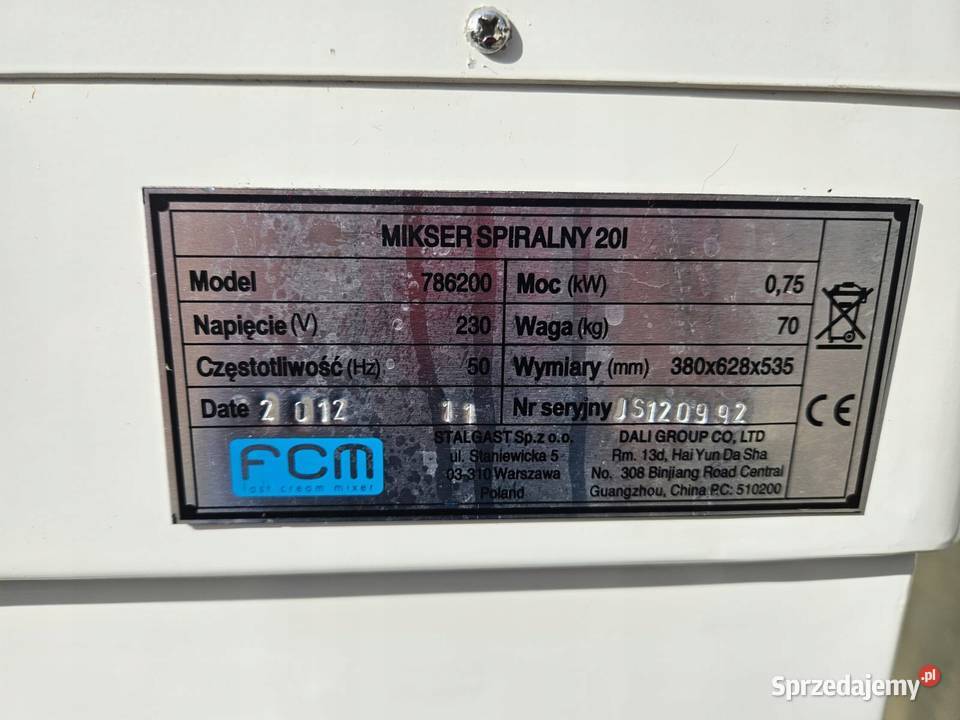 MIKSER SPIRALNY 20l
Model 786200 Moc (kW) 0,75
Napięcie (V) 230 Waga (kg) 70
Częstotliwość (Hz) 50 Wymiary (mm) 380x628x535
Date 2012 11 Nr seryjny JS120992
FCM
fast cream mixer
STALGAST Sp.z o.o.
ul. Staniewicka 5
03-310 Warszawa
Poland
DALI GROUP CO, LTD
Rm. 13d, Hai Yun Da Sha
No. 308 Binjiang Road Central
Guangzhou, China P.C: 510200
CE
Sprzedajemy.pl